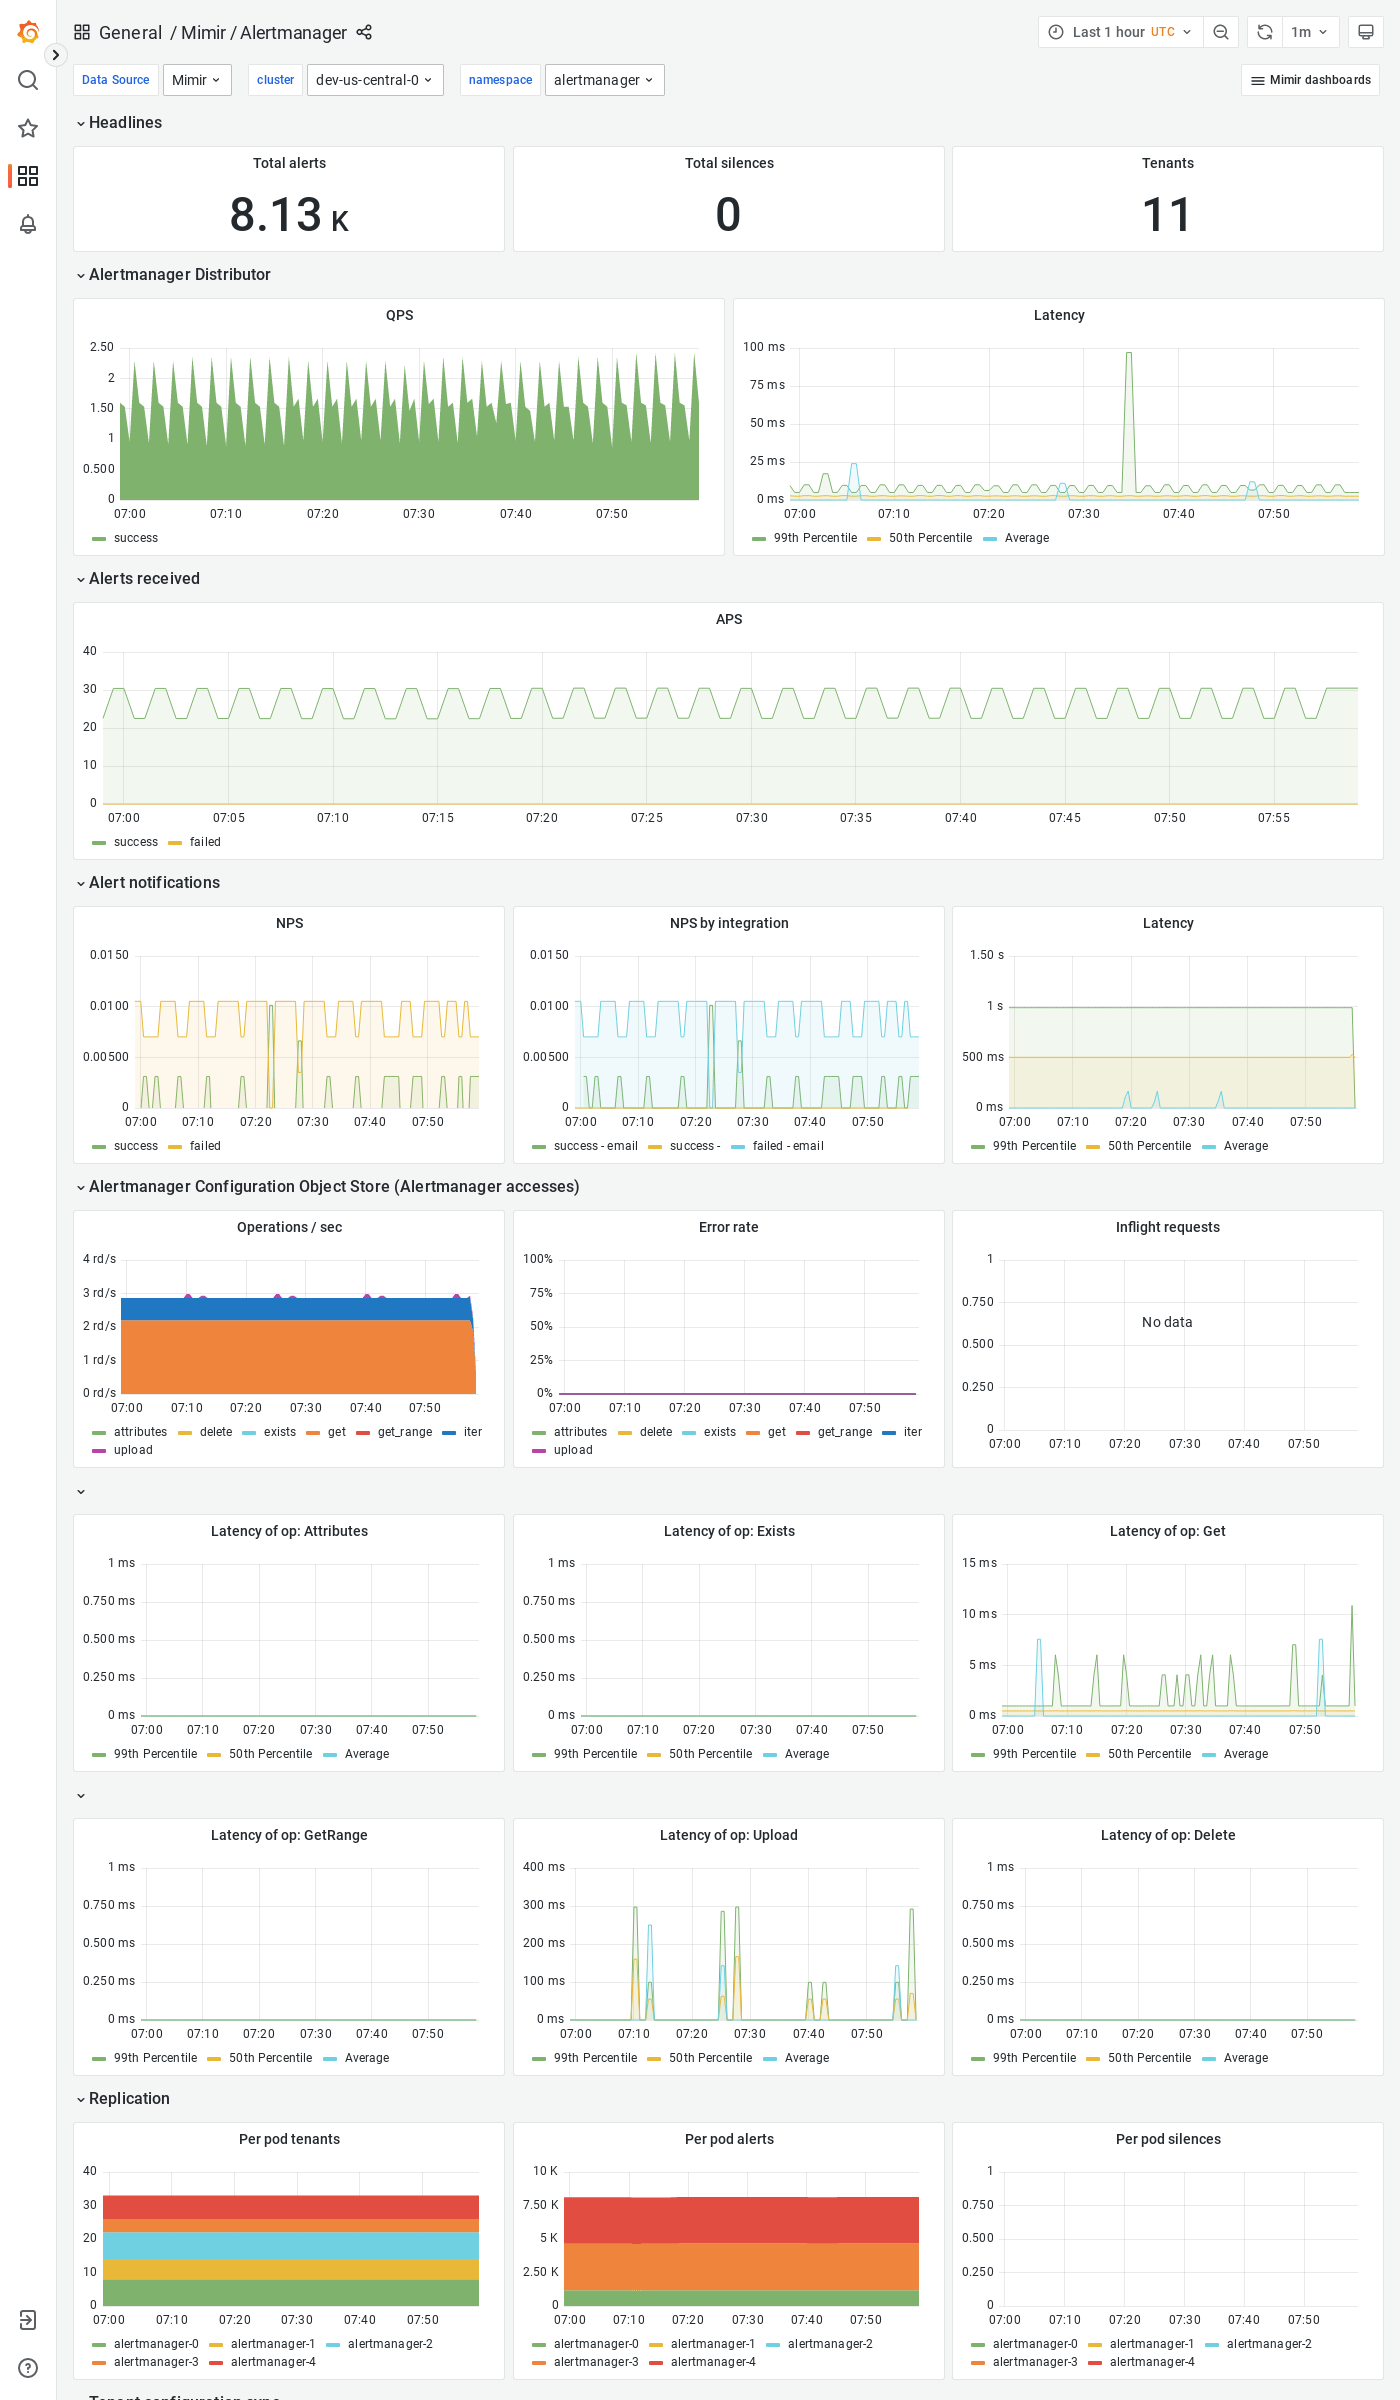 General / Mimir / Alertmanager
Last 1 hour UTC
1m
Data Source Mimir cluster dev-us-central-0 namespace alertmanager
Mimir dashboards
Headlines
Total alerts
8.13 K
Total silences
0
Tenants
11
Alertmanager Distributor
QPS
2.50
2
1.50
1
0.500
0
07:00 07:10 07:20 07:30 07:40 07:50
success
Latency
100 ms
75 ms
50 ms
25 ms
0 ms
07:00 07:10 07:20 07:30 07:40 07:50
99th Percentile 50th Percentile Average
Alerts received
APS
40
30
20
10
0
07:00 07:05 07:10 07:15 07:20 07:25 07:30 07:35 07:40 07:45 07:50 07:55
success failed
Alert notifications
NPS
0.0150
0.0100
0.00500
0
07:00 07:10 07:20 07:30 07:40 07:50
success failed
NPS by integration
0.0150
0.0100
0.00500
0
07:00 07:10 07:20 07:30 07:40 07:50
success - email success - failed - email
Latency
1.50 s
1 s
500 ms
0 ms
07:00 07:10 07:20 07:30 07:40 07:50
99th Percentile 50th Percentile Average
Alertmanager Configuration Object Store (Alertmanager accesses)
Operations / sec
4 rd/s
3 rd/s
2 rd/s
1 rd/s
0 rd/s
07:00 07:10 07:20 07:30 07:40 07:50
attributes delete exists get get_range iter
upload
Error rate
100%
75%
50%
25%
0%
07:00 07:10 07:20 07:30 07:40 07:50
attributes delete exists get get_range iter
upload
Inflight requests
1
0.750
0.500
0.250
0
No data
07:00 07:10 07:20 07:30 07:40 07:50
Latency of op: Attributes
1 ms
0.750 ms
0.500 ms
0.250 ms
0 ms
07:00 07:10 07:20 07:30 07:40 07:50
99th Percentile 50th Percentile Average
Latency of op: Exists
1 ms
0.750 ms
0.500 ms
0.250 ms
0 ms
07:00 07:10 07:20 07:30 07:40 07:50
99th Percentile 50th Percentile Average
Latency of op: Get
15 ms
10 ms
5 ms
0 ms
07:00 07:10 07:20 07:30 07:40 07:50
99th Percentile 50th Percentile Average
Latency of op: GetRange
1 ms
0.750 ms
0.500 ms
0.250 ms
0 ms
07:00 07:10 07:20 07:30 07:40 07:50
99th Percentile 50th Percentile Average
Latency of op: Upload
400 ms
300 ms
200 ms
100 ms
0 ms
07:00 07:10 07:20 07:30 07:40 07:50
99th Percentile 50th Percentile Average
Latency of op: Delete
1 ms
0.750 ms
0.500 ms
0.250 ms
0 ms
07:00 07:10 07:20 07:30 07:40 07:50
99th Percentile 50th Percentile Average
Replication
Per pod tenants
40
30
20
10
0
07:00 07:10 07:20 07:30 07:40 07:50
alertmanager-0 alertmanager-1 alertmanager-2
alertmanager-3 alertmanager-4
Per pod alerts
10 K
7.50 K
5 K
2.50 K
0
07:00 07:10 07:20 07:30 07:40 07:50
alertmanager-0 alertmanager-1 alertmanager-2
alertmanager-3 alertmanager-4
Per pod silences
1
0.750
0.500
0.250
0
07:00 07:10 07:20 07:30 07:40 07:50
alertmanager-0 alertmanager-1 alertmanager-2
alertmanager-3 alertmanager-4
Tenant configuration sync